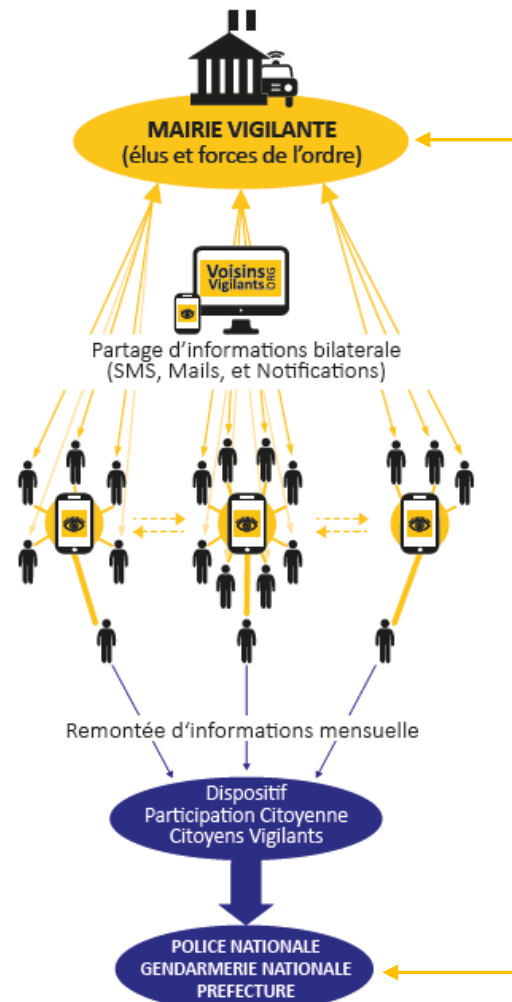 MAIRIE VIGILANTE
(élus et forces de l'ordre)
Voisins
Vigilants.ORG
Partage d'informations bilaterale
(SMS, Mails, et Notifications)
Remontée d'informations mensuelle
Dispositif
Participation Citoyenne
Citoyens Vigilants
POLICE NATIONALE
GENDARMERIE NATIONALE
PREFECTURE